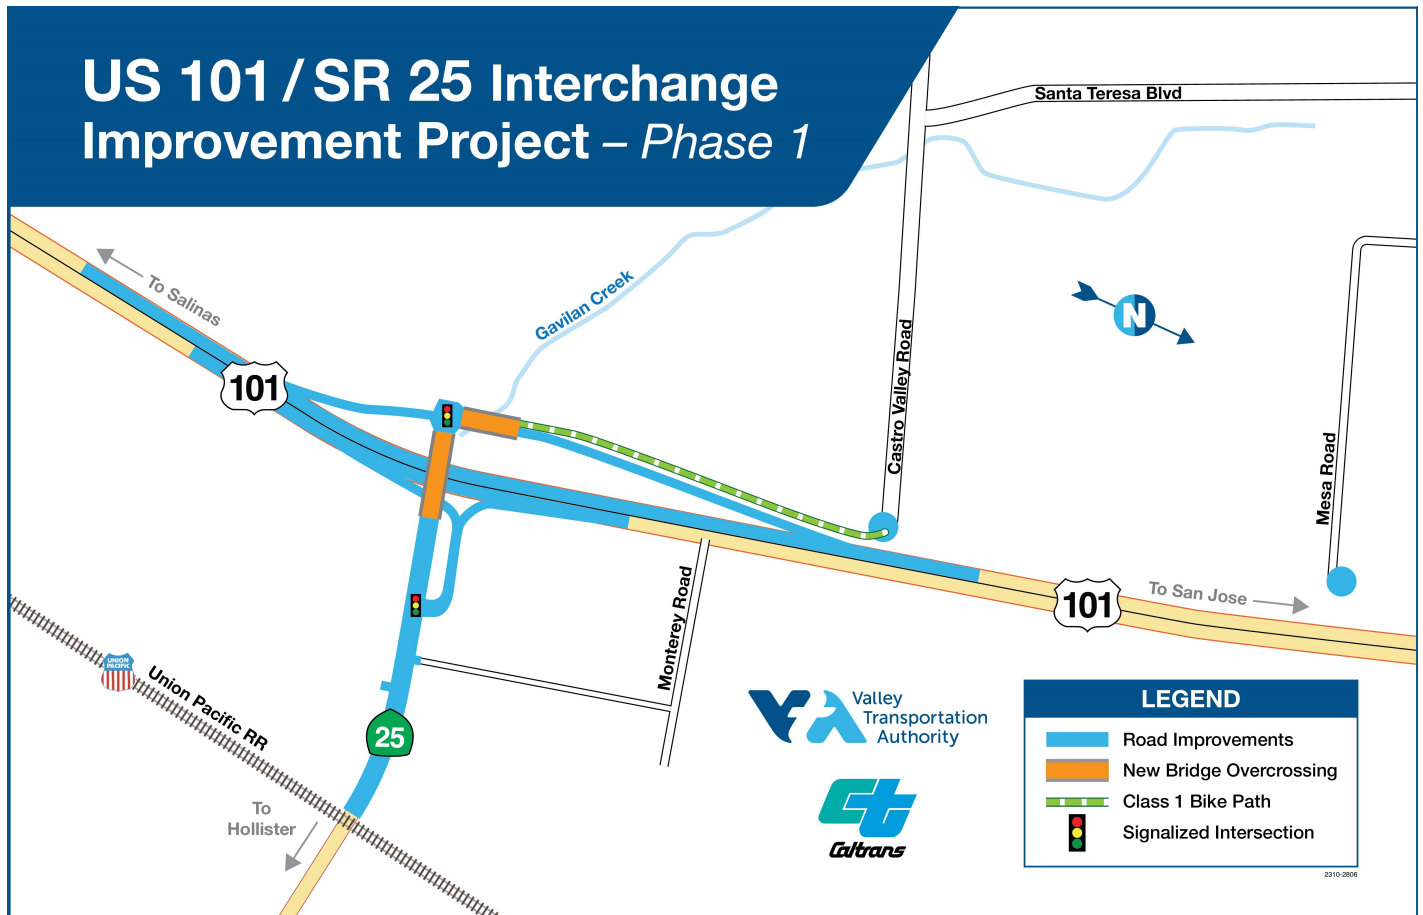 US 101 / SR 25 Interchange
Improvement Project – Phase 1
Santa Teresa Blvd
To Salinas
Gavilan Creek
N
101
Castro Valley Road
Mesa Road
To San Jose
101
Monterey Road
UNION
PACIFIC
Union Pacific RR
25
To
Hollister
Valley
Transportation
Authority
Caltrans
LEGEND
Road Improvements
New Bridge Overcrossing
Class 1 Bike Path
Signalized Intersection
2310-2806